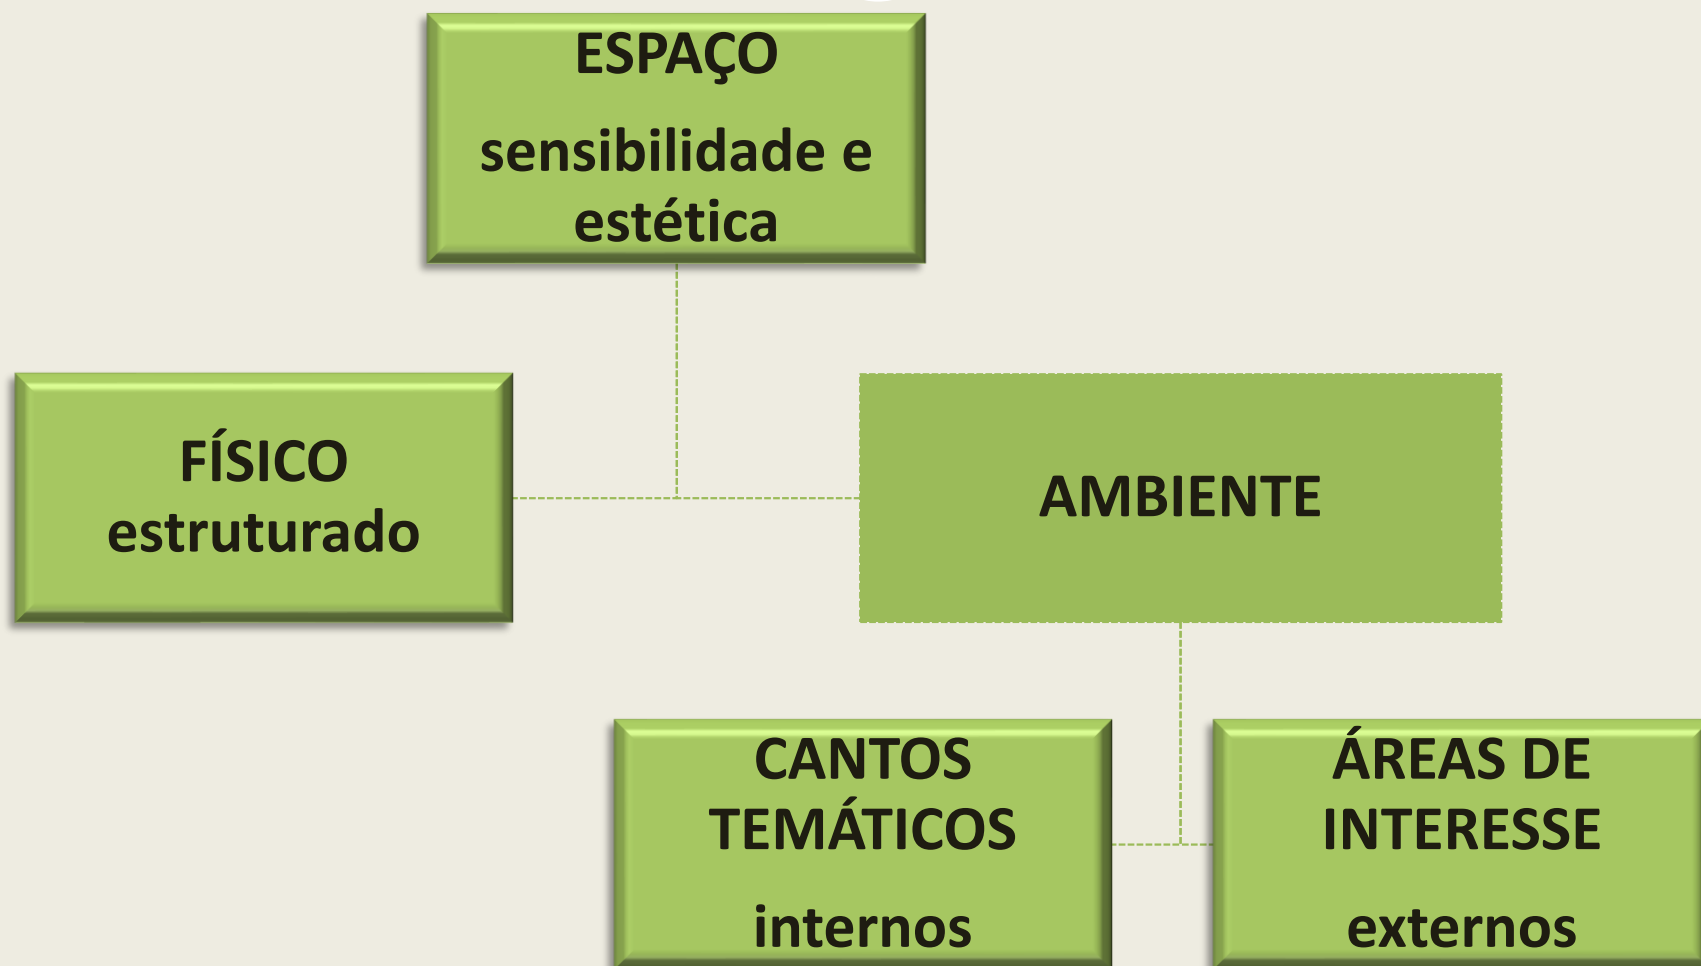 ESPAÇO
sensibilidade e
estética
FÍSICO
estruturado
AMBIENTE
CANTOS
TEMÁTICOS
internos
ÁREAS DE
INTERESSE
externos